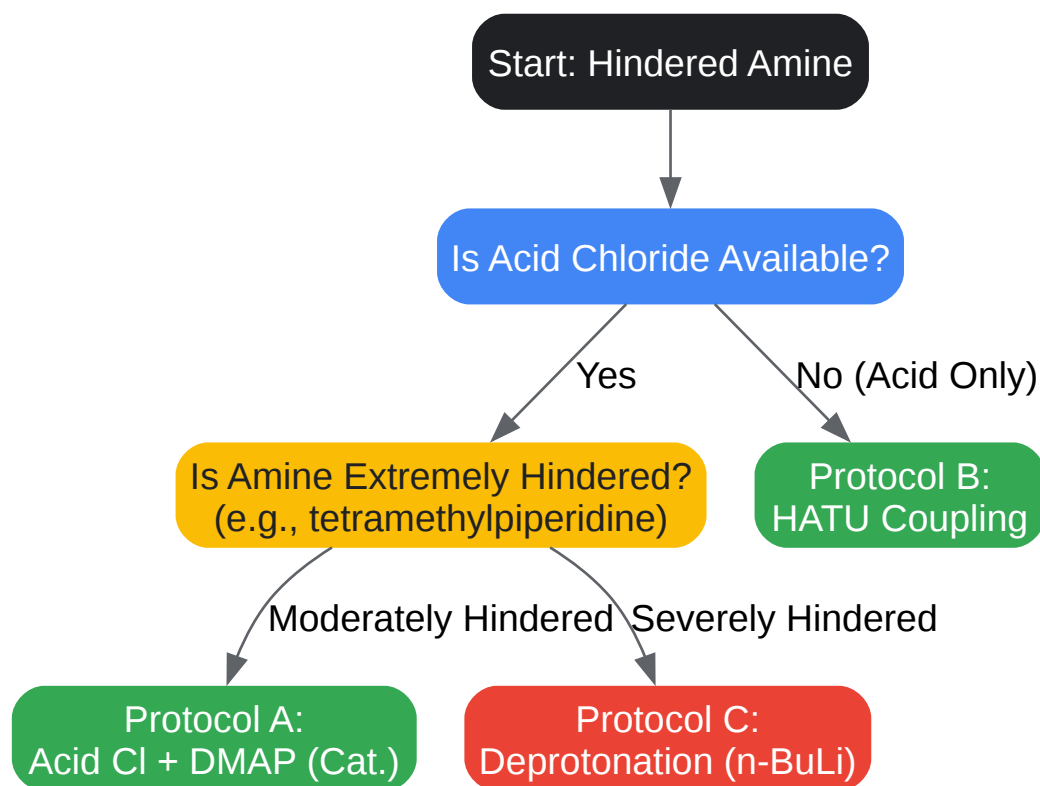 Start: Hindered Amine
Is Acid Chloride Available?
Yes
No (Acid Only)
Is Amine Extremely Hindered?
(e.g., tetramethylpiperidine)
Protocol B:
HATU Coupling
Moderately Hindered
Severely Hindered
Protocol A:
Acid Cl + DMAP (Cat.)
Protocol C:
Deprotonation (n-BuLi)